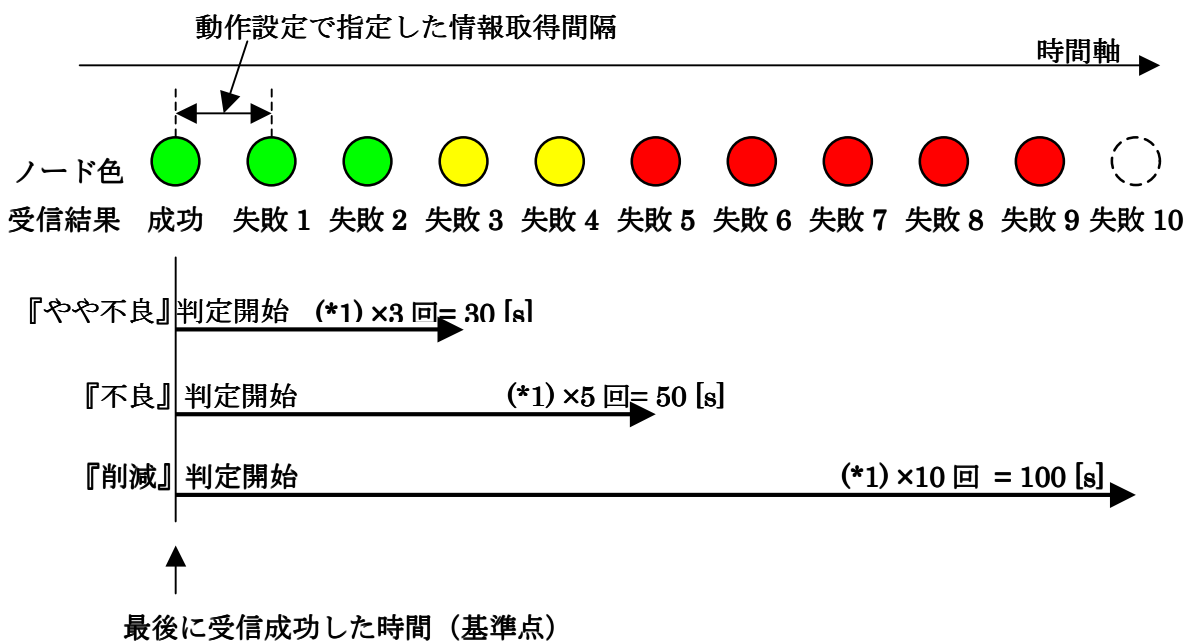 動作設定で指定した情報取得間隔
時間軸
ノード色
受信結果 成功 失敗 1 失敗 2 失敗 3 失敗 4 失敗 5 失敗 6 失敗 7 失敗 8 失敗 9 失敗 10
『やや不良』判定開始 (*1) ×3 回= 30 [s]
『不良』判定開始 (*1) ×5 回= 50 [s]
『削減』判定開始 (*1) ×10 回 = 100 [s]
最後に受信成功した時間（基準点）